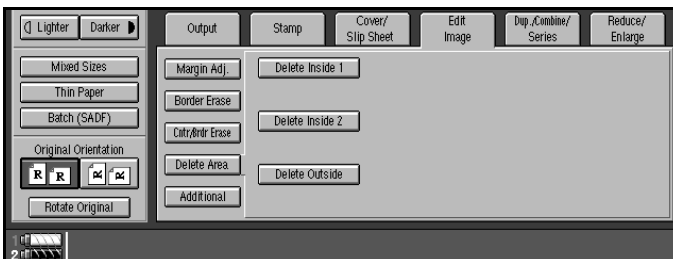 Lighter Darker
Mixed Sizes
Thin Paper
Batch (SADF)
Original Orientation
R R R R
Rotate Original
Output
Stamp
Cover/
Slip Sheet
Edit
Image
Dup./Combine/
Series
Reduce/
Enlarge
Margin Adj.
Border Erase
Cntr/Brdr Erase
Delete Area
Additional
Delete Inside 1
Delete Inside 2
Delete Outside
1
2